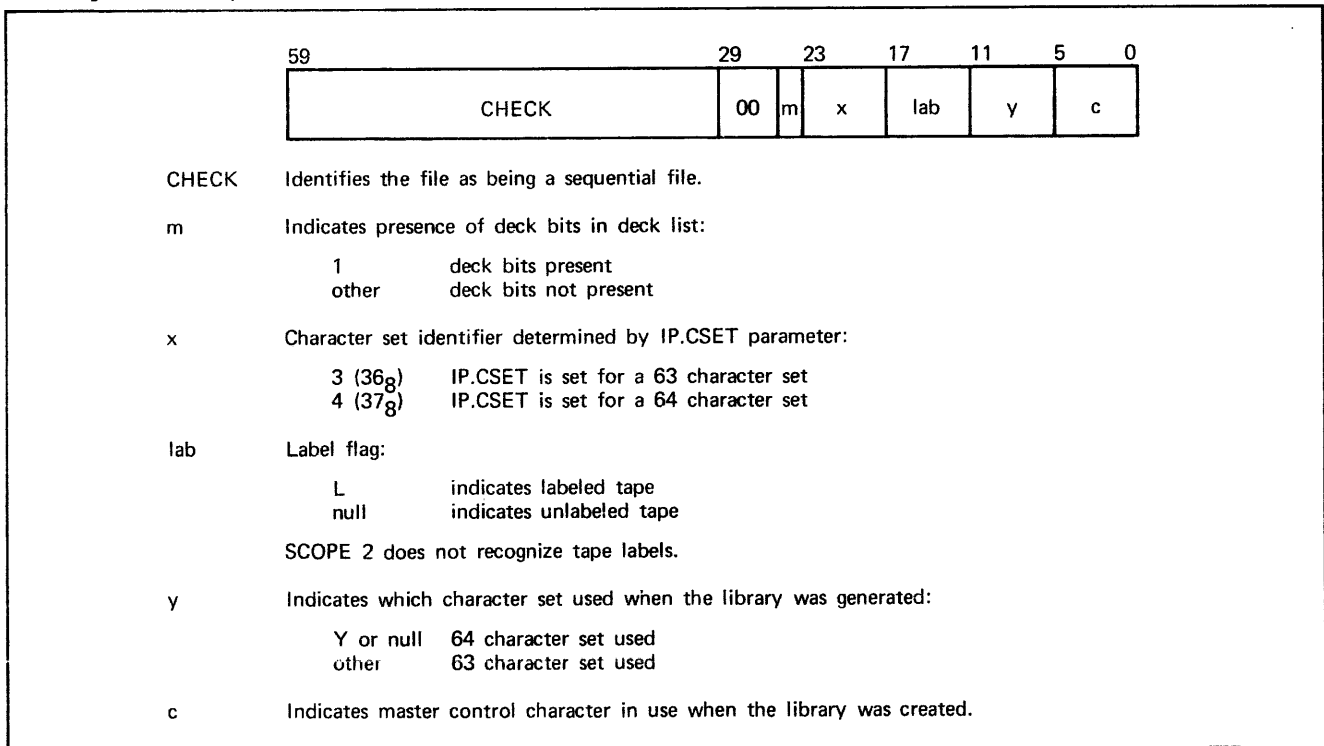 59 29 23 17 11 5 0
CHECK 00 m x lab y c
CHECK Identifies the file as being a sequential file.
m Indicates presence of deck bits in deck list:
1 deck bits present
other deck bits not present
x Character set identifier determined by IP.CSET parameter:
3 (36₈) IP.CSET is set for a 63 character set
4 (37₈) IP.CSET is set for a 64 character set
lab Label flag:
L indicates labeled tape
null indicates unlabeled tape
SCOPE 2 does not recognize tape labels.
y Indicates which character set used when the library was generated:
Y or null 64 character set used
other 63 character set used
c Indicates master control character in use when the library was created.